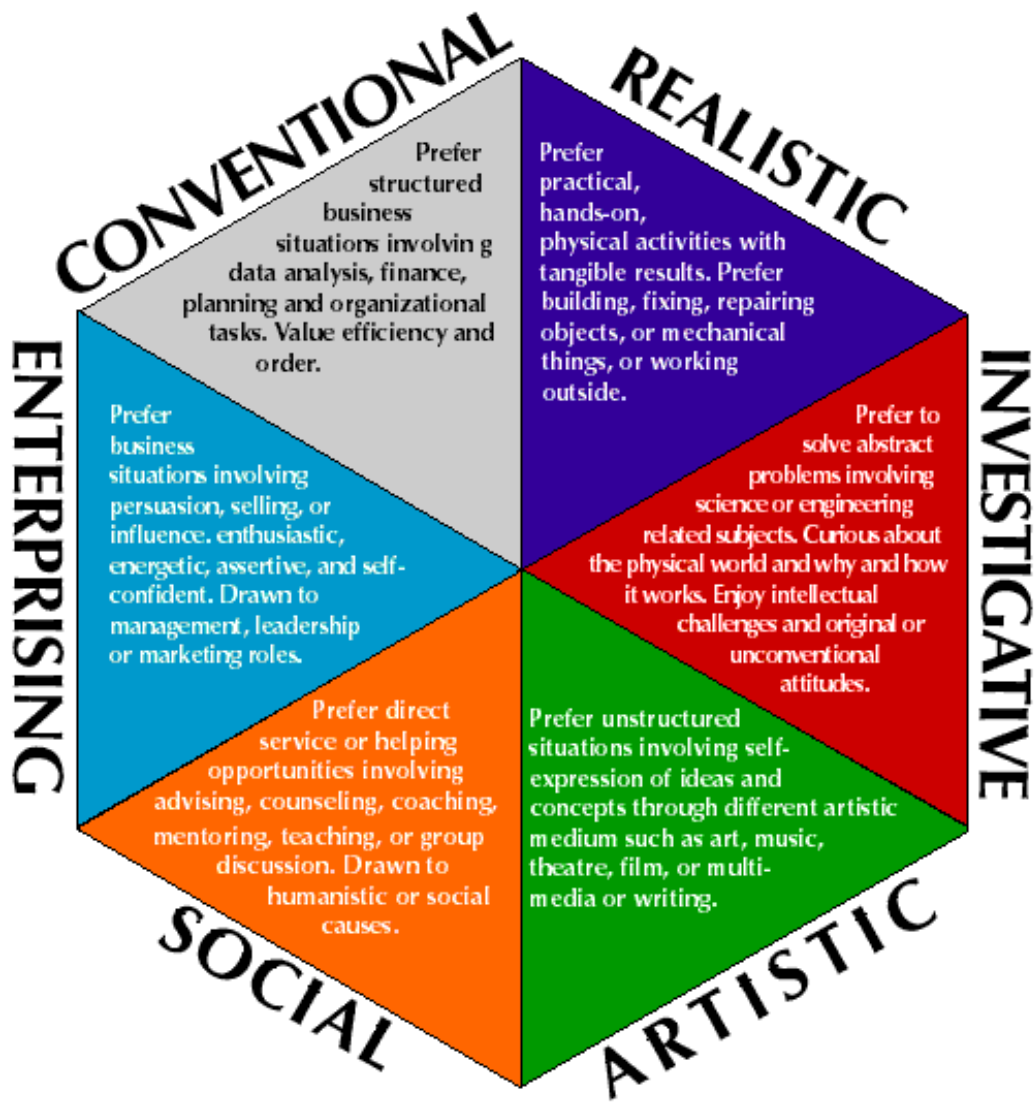 CONVENTIONAL
Prefer
structured
business
situations involvin g
data analysis, finance,
planning and organizational
tasks. Value efficiency and
order.
REALISTIC
Prefer
practical,
hands-on,
physical activities with
tangible results. Prefer
building, fixing, repairing
objects, or mechanical
things, or working
outside.
INVESTIGATIVE
Prefer to
solve abstract
problems involving
science or engineering
related subjects. Curious about
the physical world and why and how
it works. Enjoy intellectual
challenges and original or
unconventional
attitudes.
ARTISTIC
Prefer unstructured
situations involving self-
expression of ideas and
concepts through different artistic
medium such as art, music,
theatre, film, or multi-
media or writing.
SOCIAL
Prefer direct
service or helping
opportunities involving
advising, counseling, coaching,
mentoring, teaching, or group
discussion. Drawn to
humanistic or social
causes.
ENTERPRISING
Prefer
business
situations involving
persuasion, selling, or
influence. enthusiastic,
energetic, assertive, and self-
confident. Drawn to
management, leadership
or marketing roles.